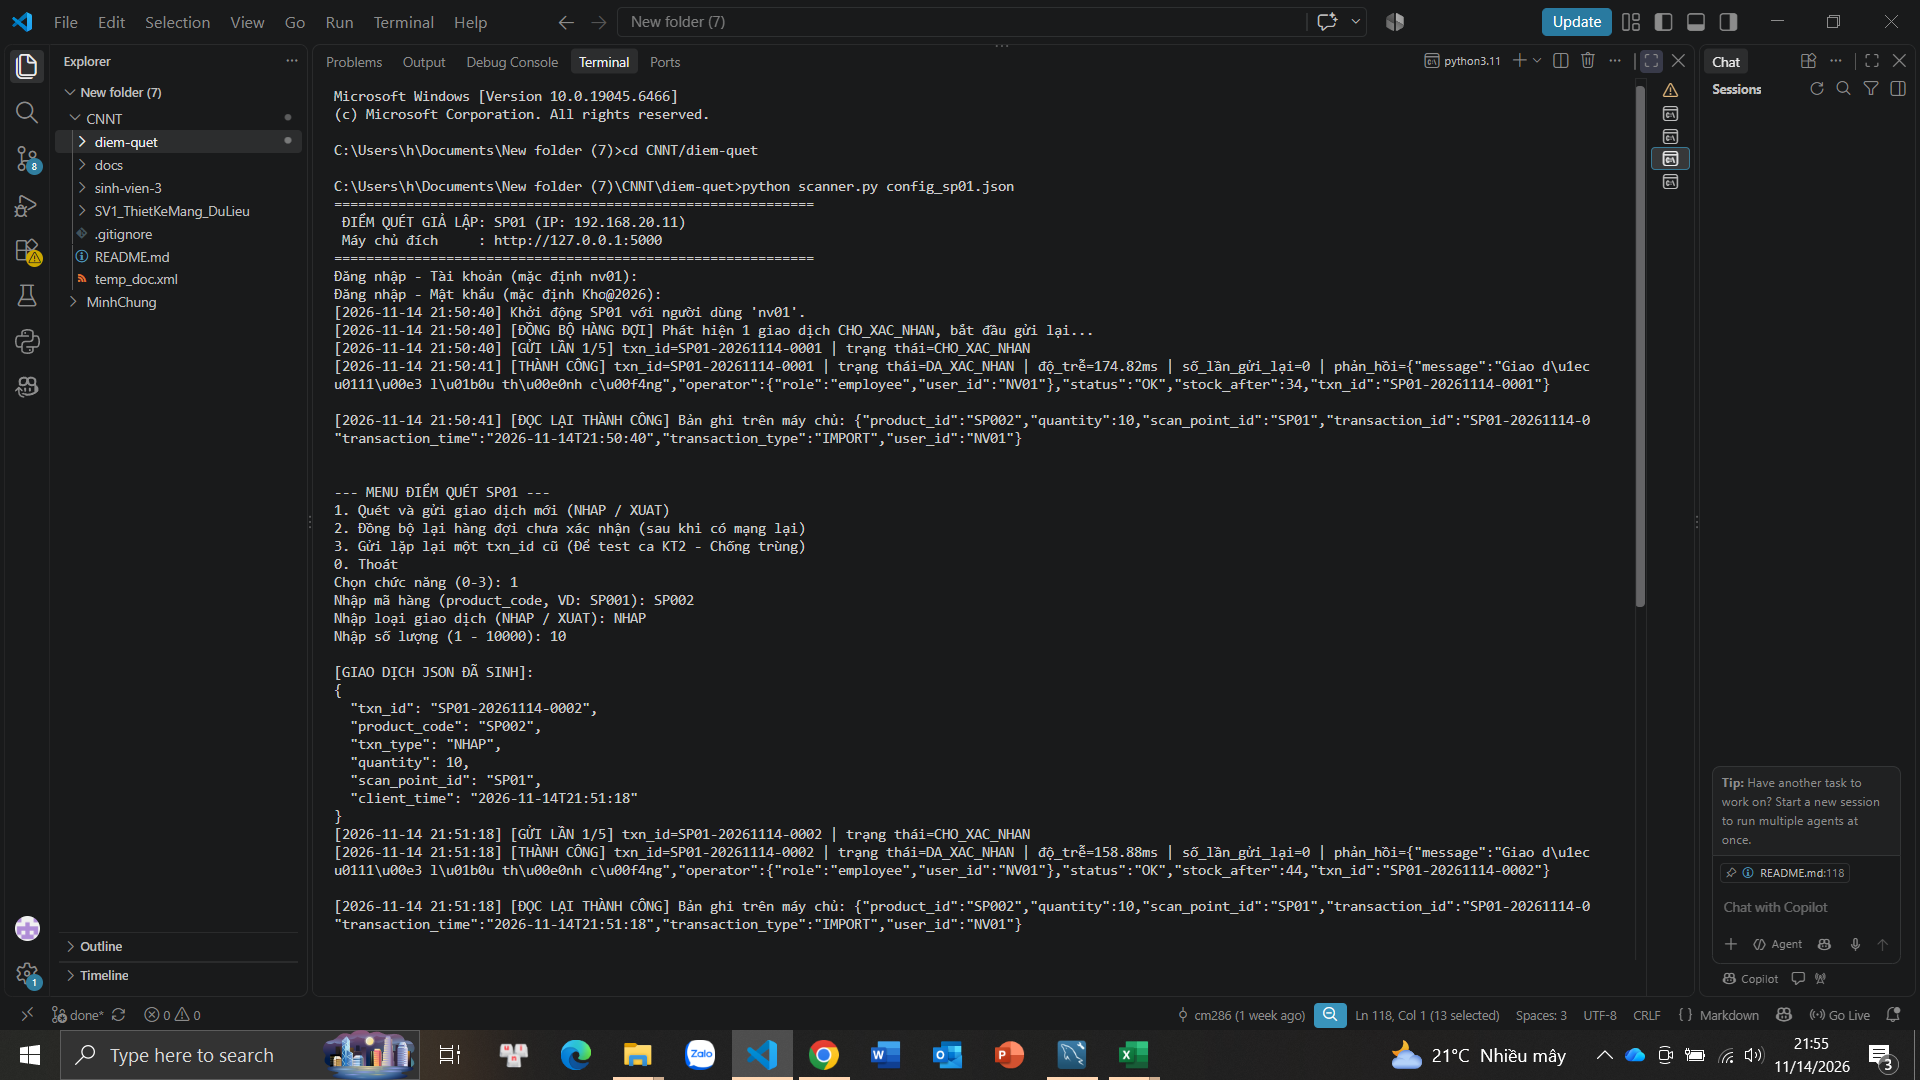 File Edit Selection View Go Run Terminal Help
New folder (7)
Update
Explorer
New folder (7)
CNNT
diem-quet
docs
sinh-vien-3
SV1_ThietKeMang_DuLieu
.gitignore
README.md
temp_doc.xml
MinhChung
Outline
Timeline
8
1
Problems Output Debug Console Terminal Ports
python3.11
Microsoft Windows [Version 10.0.19045.6466]
(c) Microsoft Corporation. All rights reserved.
C:\Users\h\Documents\New folder (7)>cd CNNT/diem-quet
C:\Users\h\Documents\New folder (7)\CNNT\diem-quet>python scanner.py config_sp01.json
============================================================
ĐIỂM QUÉT GIẢ LẬP: SP01 (IP: 192.168.20.11)
Máy chủ đích : http://127.0.0.1:5000
============================================================
Đăng nhập - Tài khoản (mặc định nv01):
Đăng nhập - Mật khẩu (mặc định Kho@2026):
[2026-11-14 21:50:40] Khởi động SP01 với người dùng 'nv01'.
[2026-11-14 21:50:40] [ĐỒNG BỘ HÀNG ĐỢI] Phát hiện 1 giao dịch CHO_XAC_NHAN, bắt đầu gửi lại...
[2026-11-14 21:50:40] [GỬI LẦN 1/5] txn_id=SP01-20261114-0001 | trạng thái=CHO_XAC_NHAN
[2026-11-14 21:50:41] [THÀNH CÔNG] txn_id=SP01-20261114-0001 | trạng thái=DA_XAC_NHAN | độ_trễ=174.82ms | số_lần_gửi_lại=0 | phản_hồi={"message":"Giao d\u1ec
u0111\u00e3 l\u01b0u th\u00e0nh c\u00f4ng","operator":{"role":"employee","user_id":"NV01"},"status":"OK","stock_after":34,"txn_id":"SP01-20261114-0001"}
[2026-11-14 21:50:41] [ĐỌC LẠI THÀNH CÔNG] Bản ghi trên máy chủ: {"product_id":"SP002","quantity":10,"scan_point_id":"SP01","transaction_id":"SP01-20261114-0
"transaction_time":"2026-11-14T21:50:40","transaction_type":"IMPORT","user_id":"NV01"}
--- MENU ĐIỂM QUÉT SP01 ---
1. Quét và gửi giao dịch mới (NHAP / XUAT)
2. Đồng bộ lại hàng đợi chưa xác nhận (sau khi có mạng lại)
3. Gửi lặp lại một txn_id cũ (Để test ca KT2 - Chống trùng)
0. Thoát
Chọn chức năng (0-3): 1
Nhập mã hàng (product_code, VD: SP001): SP002
Nhập loại giao dịch (NHAP / XUAT): NHAP
Nhập số lượng (1 - 10000): 10
[GIAO DỊCH JSON ĐÃ SINH]:
{
"txn_id": "SP01-20261114-0002",
"product_code": "SP002",
"txn_type": "NHAP",
"quantity": 10,
"scan_point_id": "SP01",
"client_time": "2026-11-14T21:51:18"
}
[2026-11-14 21:51:18] [GỬI LẦN 1/5] txn_id=SP01-20261114-0002 | trạng thái=CHO_XAC_NHAN
[2026-11-14 21:51:18] [THÀNH CÔNG] txn_id=SP01-20261114-0002 | trạng thái=DA_XAC_NHAN | độ_trễ=158.88ms | số_lần_gửi_lại=0 | phản_hồi={"message":"Giao d\u1ec
u0111\u00e3 l\u01b0u th\u00e0nh c\u00f4ng","operator":{"role":"employee","user_id":"NV01"},"status":"OK","stock_after":44,"txn_id":"SP01-20261114-0002"}
[2026-11-14 21:51:18] [ĐỌC LẠI THÀNH CÔNG] Bản ghi trên máy chủ: {"product_id":"SP002","quantity":10,"scan_point_id":"SP01","transaction_id":"SP01-20261114-0
"transaction_time":"2026-11-14T21:51:18","transaction_type":"IMPORT","user_id":"NV01"}
Chat
Sessions
Tip: Have another task to
work on? Start a new session
to run multiple agents at
once.
README.md:118
Chat with Copilot
Agent
Copilot
done* 0 0
cm286 (1 week ago) Ln 118, Col 1 (13 selected) Spaces: 3 UTF-8 CRLF { } Markdown Go Live
Type here to search
Zalo
21°C Nhiều mây
21:55
11/14/2026
3